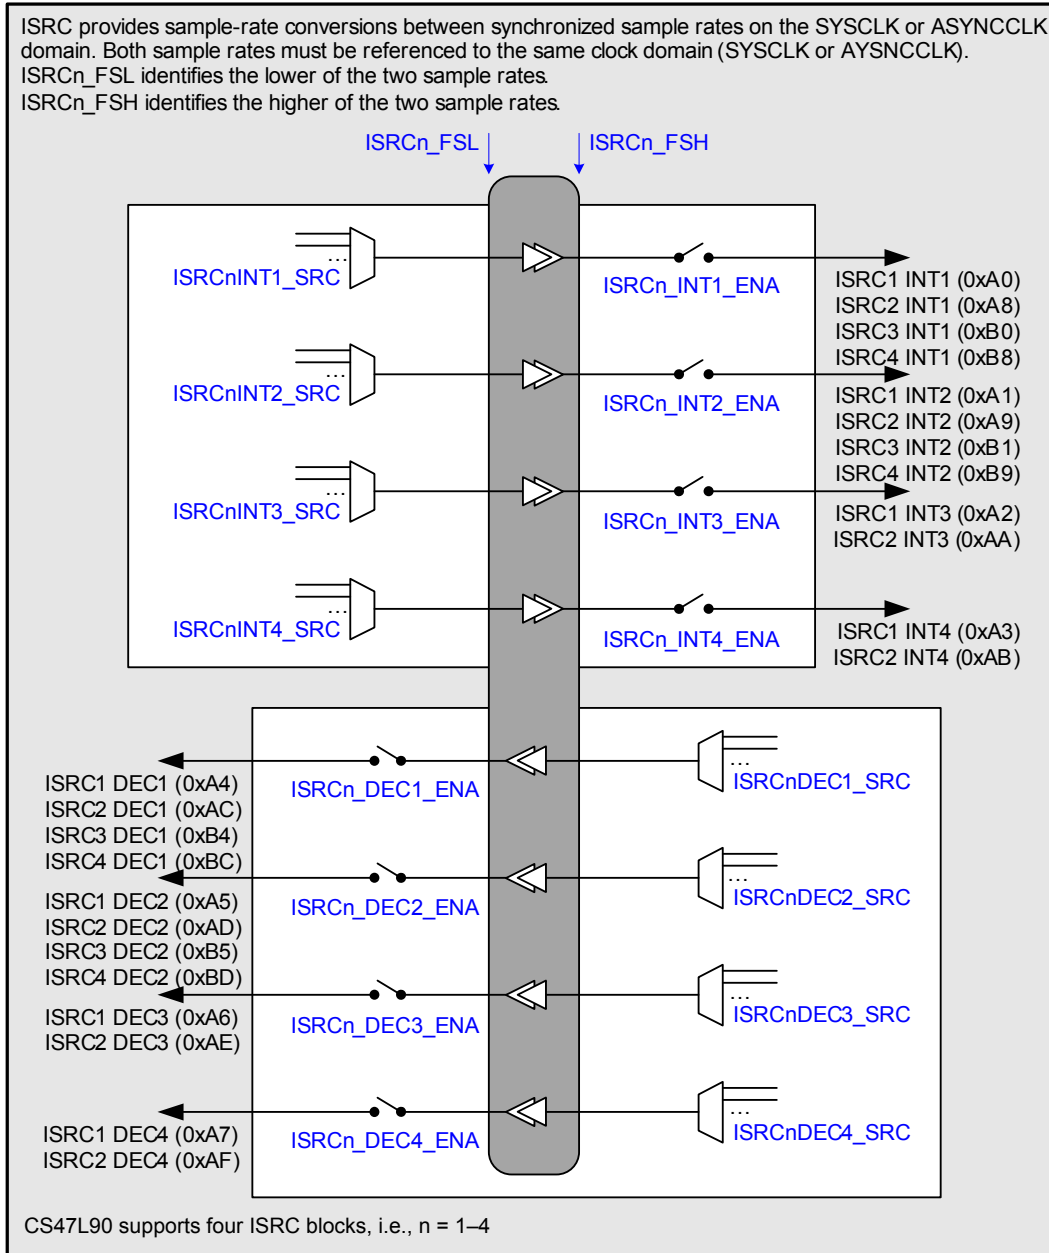 ISRC provides sample-rate conversions between synchronized sample rates on the SYSCLK or ASYNCCLK
domain. Both sample rates must be referenced to the same clock domain (SYSCLK or AYSNCCLK).
ISRCn_FSL identifies the lower of the two sample rates.
ISRCn_FSH identifies the higher of the two sample rates.
ISRCn_FSL
ISRCn_FSH
...
ISRCnINT1_SRC
ISRCn_INT1_ENA
ISRC1 INT1 (0xA0)
ISRC2 INT1 (0xA8)
ISRC3 INT1 (0xB0)
ISRC4 INT1 (0xB8)
...
ISRCnINT2_SRC
ISRCn_INT2_ENA
ISRC1 INT2 (0xA1)
ISRC2 INT2 (0xA9)
ISRC3 INT2 (0xB1)
ISRC4 INT2 (0xB9)
...
ISRCnINT3_SRC
ISRCn_INT3_ENA
ISRC1 INT3 (0xA2)
ISRC2 INT3 (0xAA)
...
ISRCnINT4_SRC
ISRCn_INT4_ENA
ISRC1 INT4 (0xA3)
ISRC2 INT4 (0xAB)
ISRC1 DEC1 (0xA4)
ISRC2 DEC1 (0xAC)
ISRC3 DEC1 (0xB4)
ISRC4 DEC1 (0xBC)
ISRCn_DEC1_ENA
...
ISRCnDEC1_SRC
ISRC1 DEC2 (0xA5)
ISRC2 DEC2 (0xAD)
ISRC3 DEC2 (0xB5)
ISRC4 DEC2 (0xBD)
ISRCn_DEC2_ENA
...
ISRCnDEC2_SRC
ISRC1 DEC3 (0xA6)
ISRC2 DEC3 (0xAE)
ISRCn_DEC3_ENA
...
ISRCnDEC3_SRC
ISRC1 DEC4 (0xA7)
ISRC2 DEC4 (0xAF)
ISRCn_DEC4_ENA
...
ISRCnDEC4_SRC
CS47L90 supports four ISRC blocks, i.e., n = 1–4